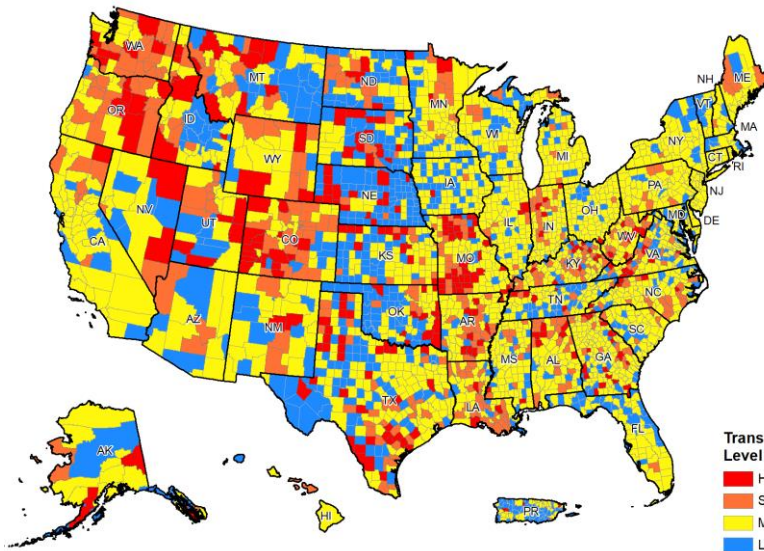 WA
MT
ND
MN
ME
NH
VT
OR
ID
SD
WI
NY
MA
WY
MI
CT
RI
NE
IA
PA
NJ
NV
UT
IL
IN
OH
MD
DE
CA
CO
KS
MO
WV
VA
KY
AZ
NM
OK
TN
NC
AR
SC
MS
AL
GA
TX
LA
FL
AK
HI
PR
Trans
Level
H
S
M
L